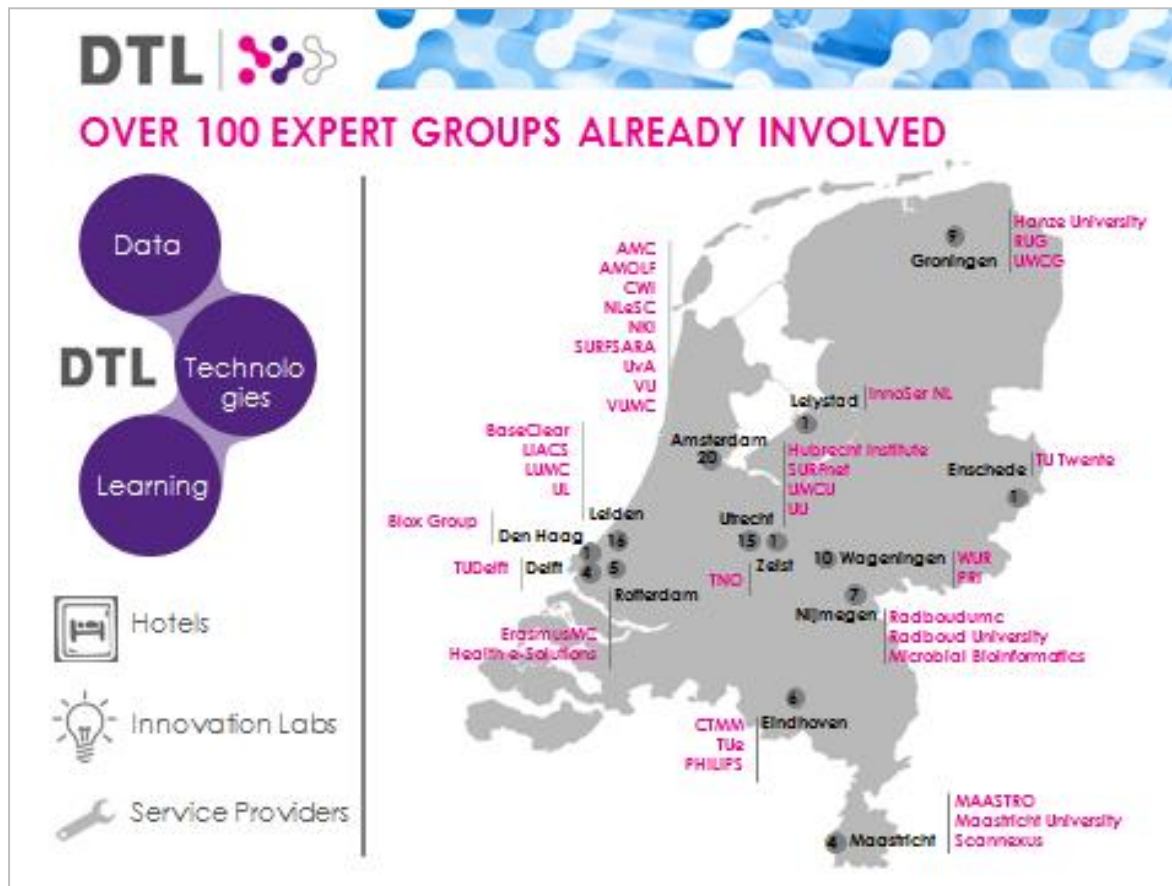 DTL
OVER 100 EXPERT GROUPS ALREADY INVOLVED
Data
DTL
Technolo
gies
Learning
Hotels
Innovation Labs
Service Providers
Hanze University
RUG
UMCG
9
Groningen
AMC
AMOLF
CWI
NLeSC
NKI
SURFSARA
UvA
VU
VUMC
InnoSer NL
Lelystad
1
Amsterdam
20
BaseClear
LIACS
LUMC
UL
Leiden
16
Hubrecht Institute
SURFnet
UMCU
UU
Utrecht
15
1
Zeist
TNO
TU Twente
Enschede
1
Biox Group
Den Haag
1
TUDelft
Delft
4
5
Rotterdam
ErasmusMC
Health-e-Solutions
10
Wageningen
WUR
PRI
7
Nijmegen
Radboudumc
Radboud University
Microbial Bioinformatics
6
Eindhoven
CTMM
TUe
PHILIPS
MAASTRO
Maastricht University
Scannexus
4
Maastricht